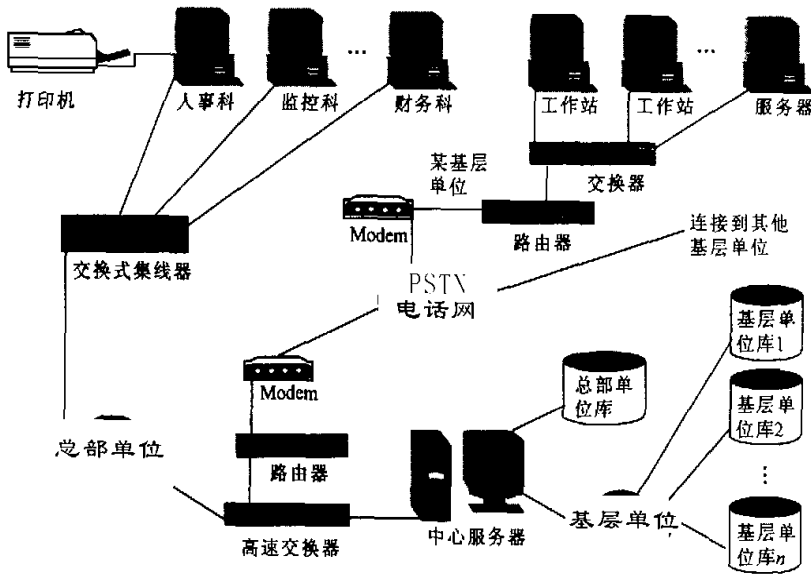 打印机
人事科
监控科
...
财务科
工作站
...
工作站
服务器
某基层
单位
交换器
Modem
路由器
连接到其他
基层单位
交换式集线器
PSTN
电话网
Modem
总部单
位库
基层单
位库1
基层单
位库2
⋮
基层单
位库n
总部单位
路由器
高速交换器
中心服务器
基层单位